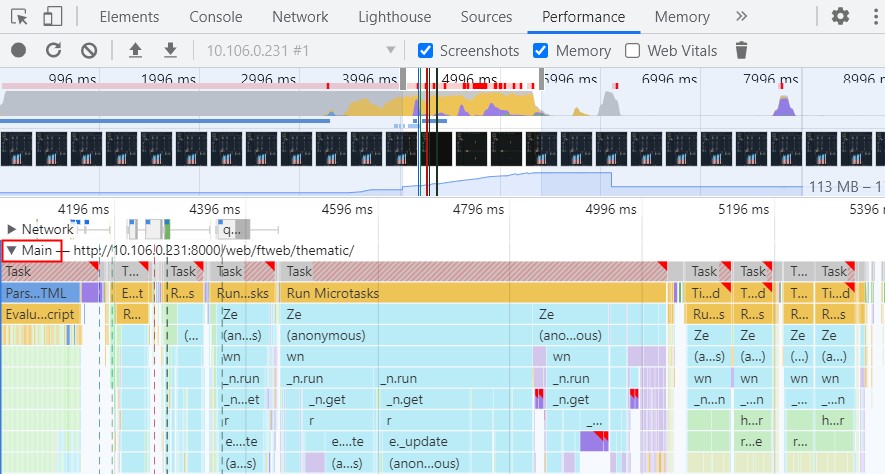 Elements Console Network Lighthouse Sources Performance Memory
10.106.0.231 #1 Screenshots Memory Web Vitals
996 ms 1996 ms 2996 ms 3996 ms 4996 ms 5996 ms 6996 ms 7996 ms 8996 ms
113 MB – 1
4196 ms 4396 ms 4596 ms 4796 ms 4996 ms 5196 ms 5396
Network q...
Main — http://10.106.0.231:8000/web/ftweb/thematic/
Task T... Task Task Task Task Task T... Task
Pars...TML E...t R...s Run...sks Run Microtasks Ti...d Ti...d T... Ti...d
Evalu...cript R... Ze Ze Ze Ru...s R...s R... R...s
(... (an...s) (anonymous) (ano...ous) Ze Ze Ze Ze
wn wn wn (a...s) (a...) (... (a...)
_n.run _n.run _n.run _n.run wn wn wn wn
_n...et _n.get _n.get _n.get _n...n _...n _... _...n
r r r _... h...r h...r
e....te e....te e._update r...e r...
(a...s) (a...s) (anon...ous)